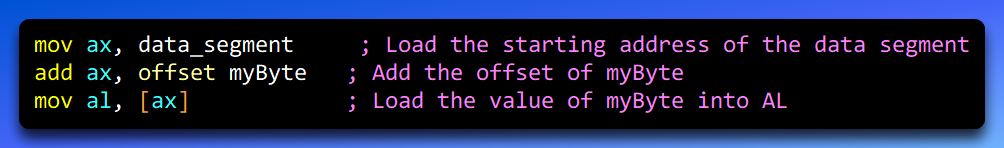 mov ax, data_segment     ; Load the starting address of the data segment
add ax, offset myByte   ; Add the offset of myByte
mov al, [ax]            ; Load the value of myByte into AL